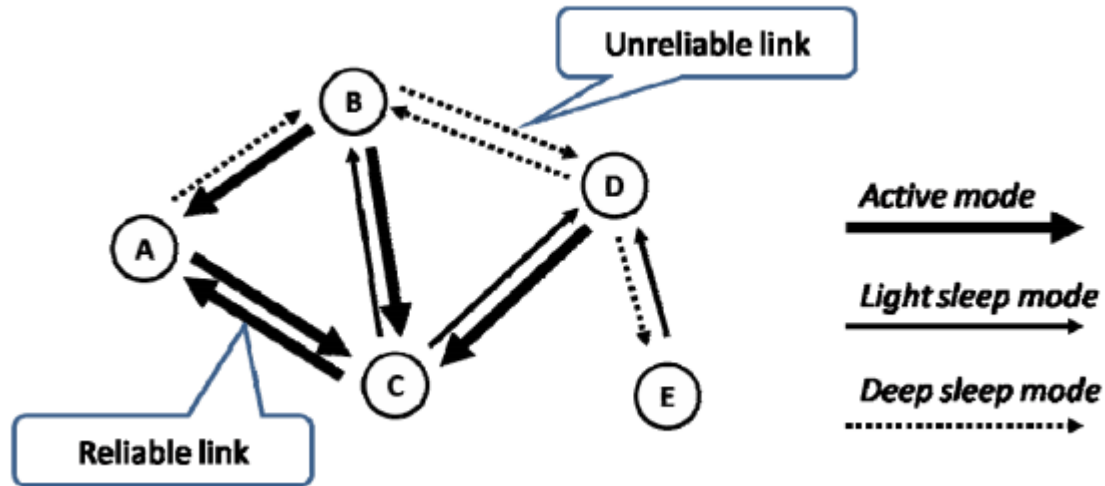 Unreliable link
B
D
A
C
E
Reliable link
Active mode
Light sleep mode
Deep sleep mode